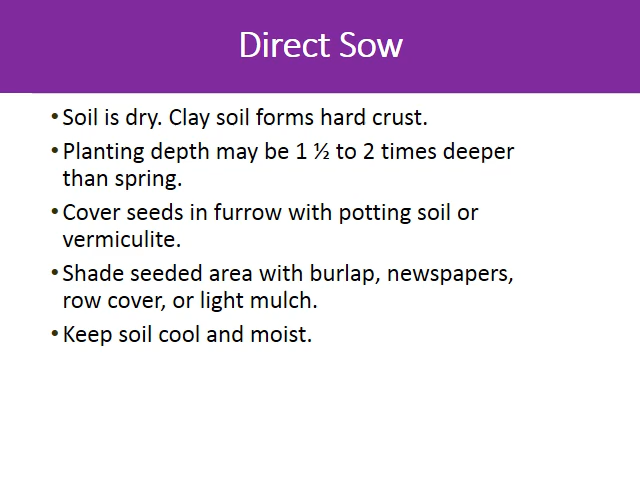 Direct Sow
•Soil is dry. Clay soil forms hard crust.
•Planting depth may be 1 ½ to 2 times deeper
than spring.
•Cover seeds in furrow with potting soil or
vermiculite.
•Shade seeded area with burlap, newspapers,
row cover, or light mulch.
•Keep soil cool and moist.